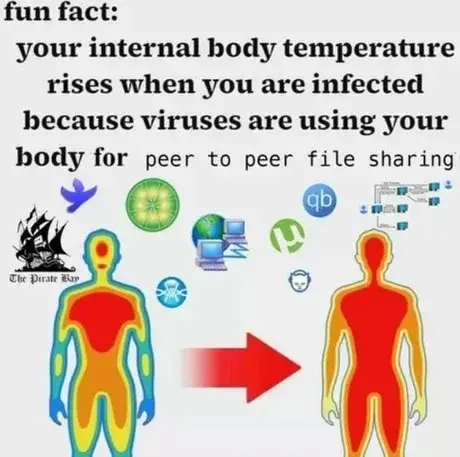 fun fact:
your internal body temperature
rises when you are infected
because viruses are using your
body for peer to peer file sharing
qb
µ
The Pirate Bay